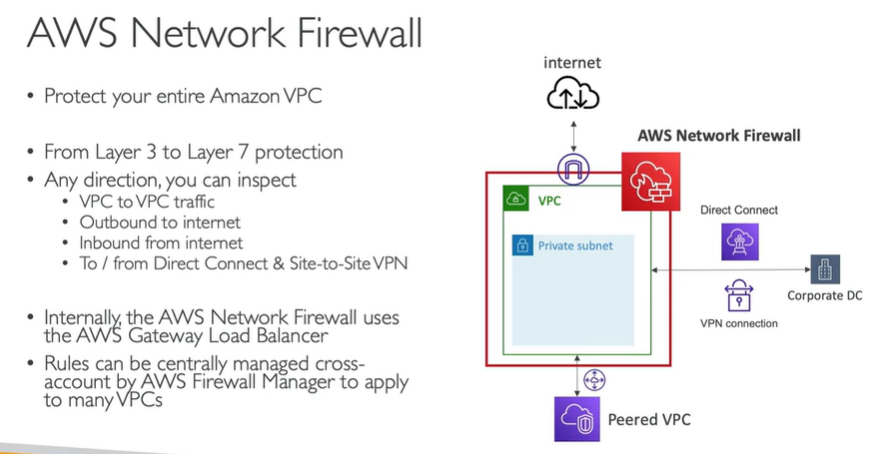 AWS Network Firewall
• Protect your entire Amazon VPC
• From Layer 3 to Layer 7 protection
• Any direction, you can inspect
• VPC to VPC traffic
• Outbound to internet
• Inbound from internet
• To / from Direct Connect & Site-to-Site VPN
• Internally, the AWS Network Firewall uses
the AWS Gateway Load Balancer
• Rules can be centrally managed cross-
account by AWS Firewall Manager to apply
to many VPCs
internet
AWS Network Firewall
VPC
Direct Connect
Private subnet
Corporate DC
VPN connection
Peered VPC